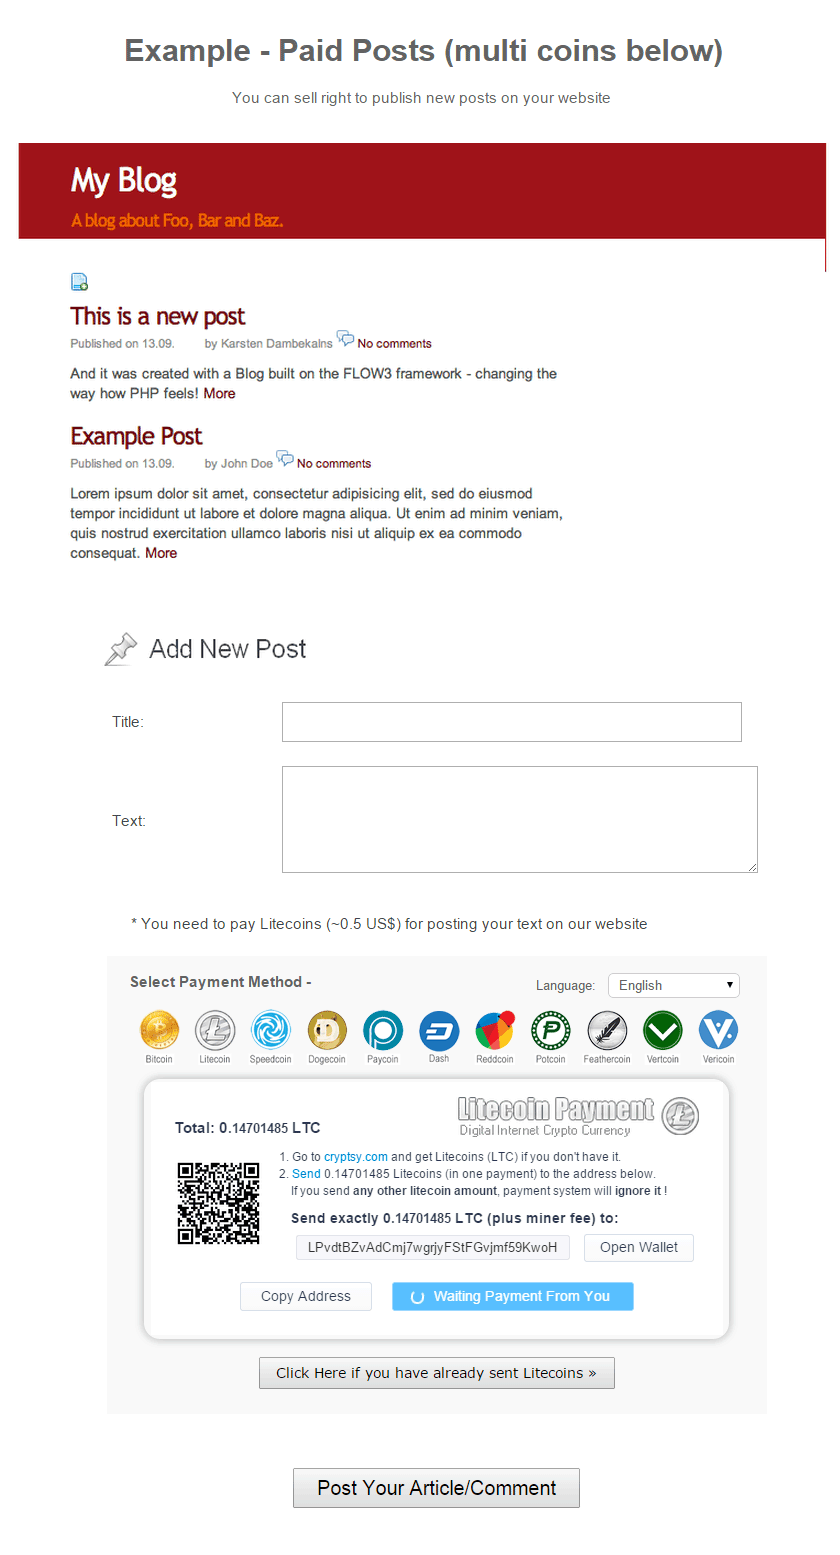 Example - Paid Posts (multi coins below)
You can sell right to publish new posts on your website
My Blog
A blog about Foo, Bar and Baz.
This is a new post
Published on 13.09. by Karsten Dambekalns No comments
And it was created with a Blog built on the FLOW3 framework - changing the
way how PHP feels! More
Example Post
Published on 13.09. by John Doe No comments
Lorem ipsum dolor sit amet, consectetur adipisicing elit, sed do eiusmod
tempor incididunt ut labore et dolore magna aliqua. Ut enim ad minim veniam,
quis nostrud exercitation ullamco laboris nisi ut aliquip ex ea commodo
consequat. More
Add New Post
Title:
Text:
* You need to pay Litecoins (~0.5 US$) for posting your text on our website
Select Payment Method -
Language: English
Bitcoin Litecoin Speedcoin Dogecoin Paycoin Dash Reddcoin Potcoin Feathercoin Vertcoin Vericoin
Litecoin Payment
Digital Internet Crypto Currency
Total: 0.14701485 LTC
1. Go to cryptsy.com and get Litecoins (LTC) if you don't have it.
2. Send 0.14701485 Litecoins (in one payment) to the address below.
If you send any other litecoin amount, payment system will ignore it !
Send exactly 0.14701485 LTC (plus miner fee) to:
LPvdtBZvAdCmj7wgrjyFStFGvjmf59KwoH Open Wallet
Copy Address Waiting Payment From You
Click Here if you have already sent Litecoins »
Post Your Article/Comment